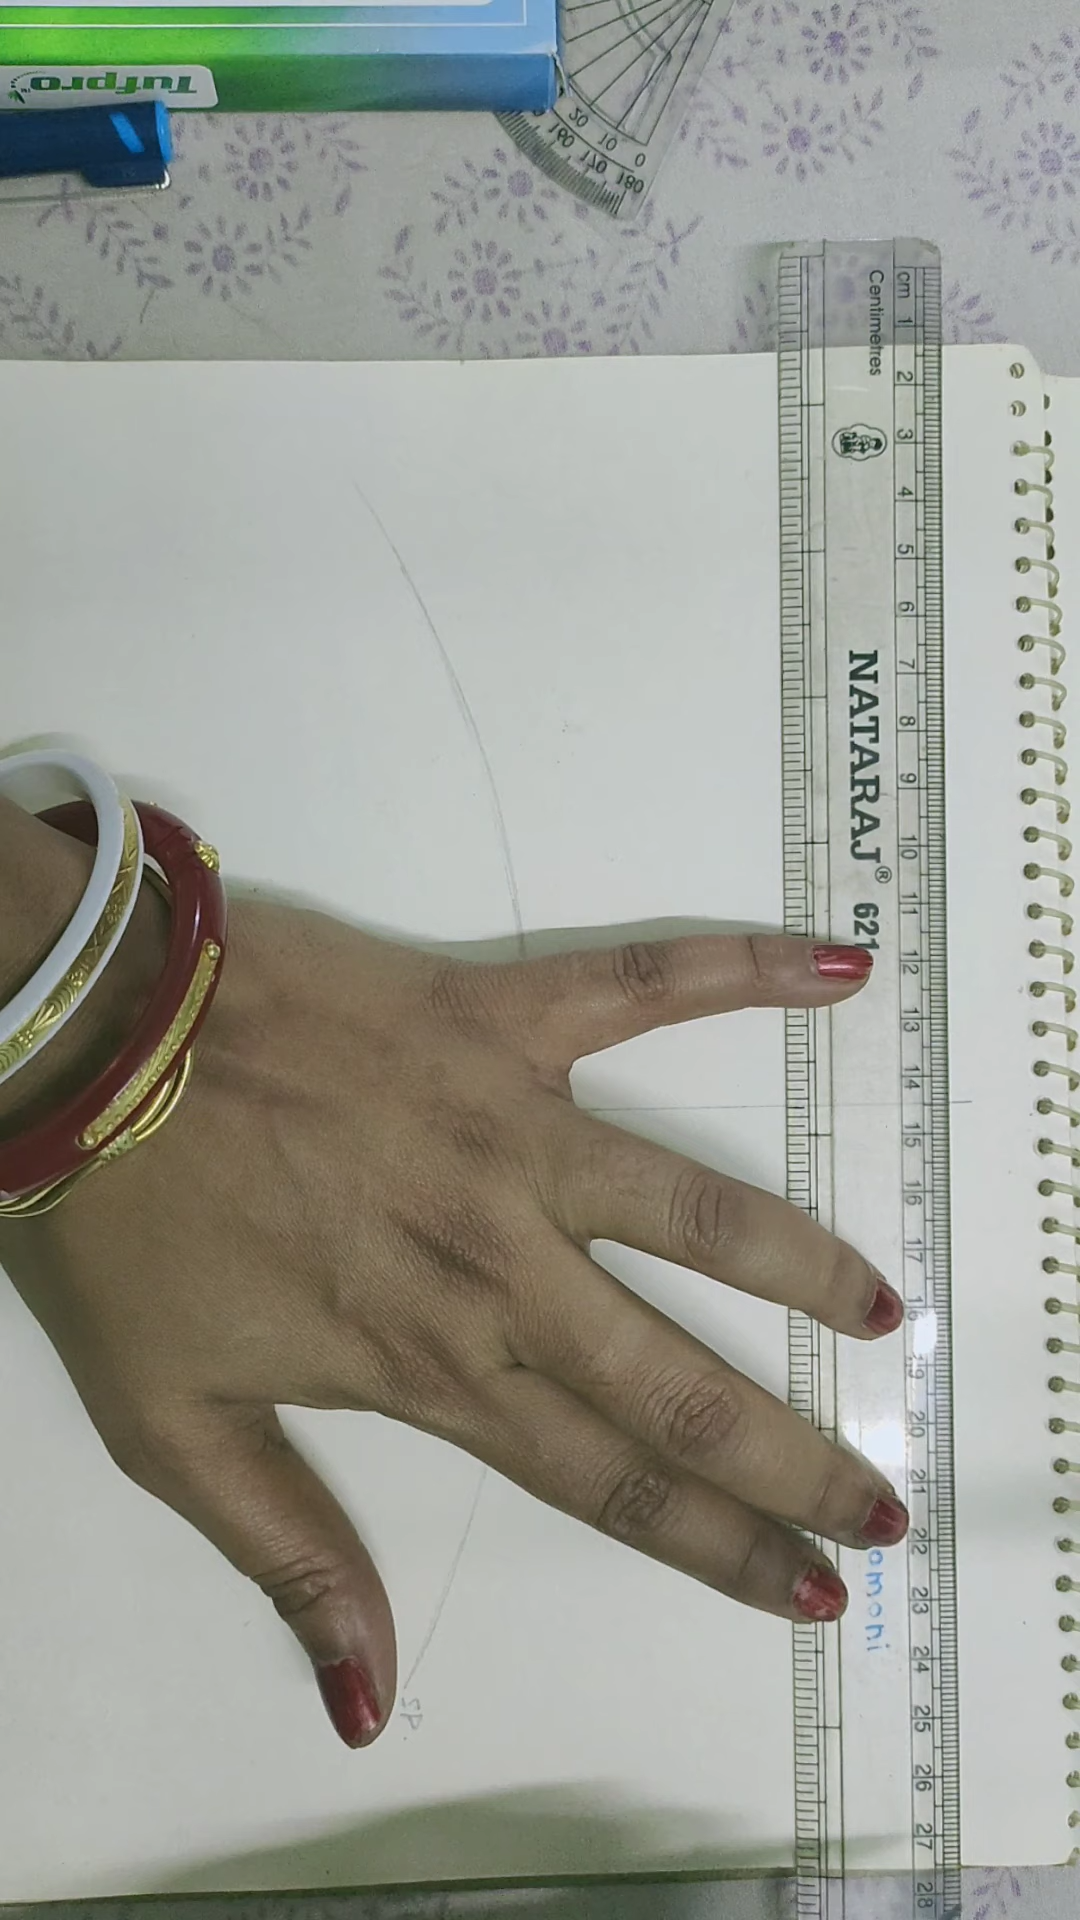 Tufpro
20 10 0
160 170 180
cm 1 2 3 4 5 6 7 8 9 10 11 12 13 14 15 16 17 18 19 20 21 22 23 24 25 26 27 28
Centimetres
NATARAJ® 621
omoni
SP